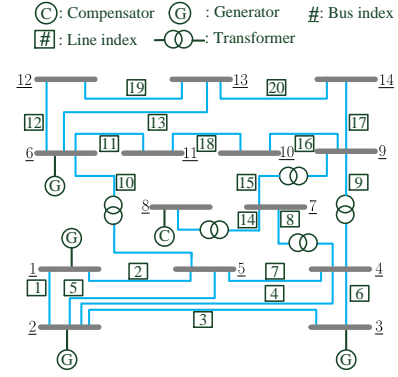 C : Compensator G : Generator # : Bus index
# : Line index : Transformer
12 13 14
19 20
12 13 17
11 18 16
6 11 10 9
G 10 15 9
8 7
14 8
C
G
1 2 5 7 4
1 5 4 6
3
2 3
G G